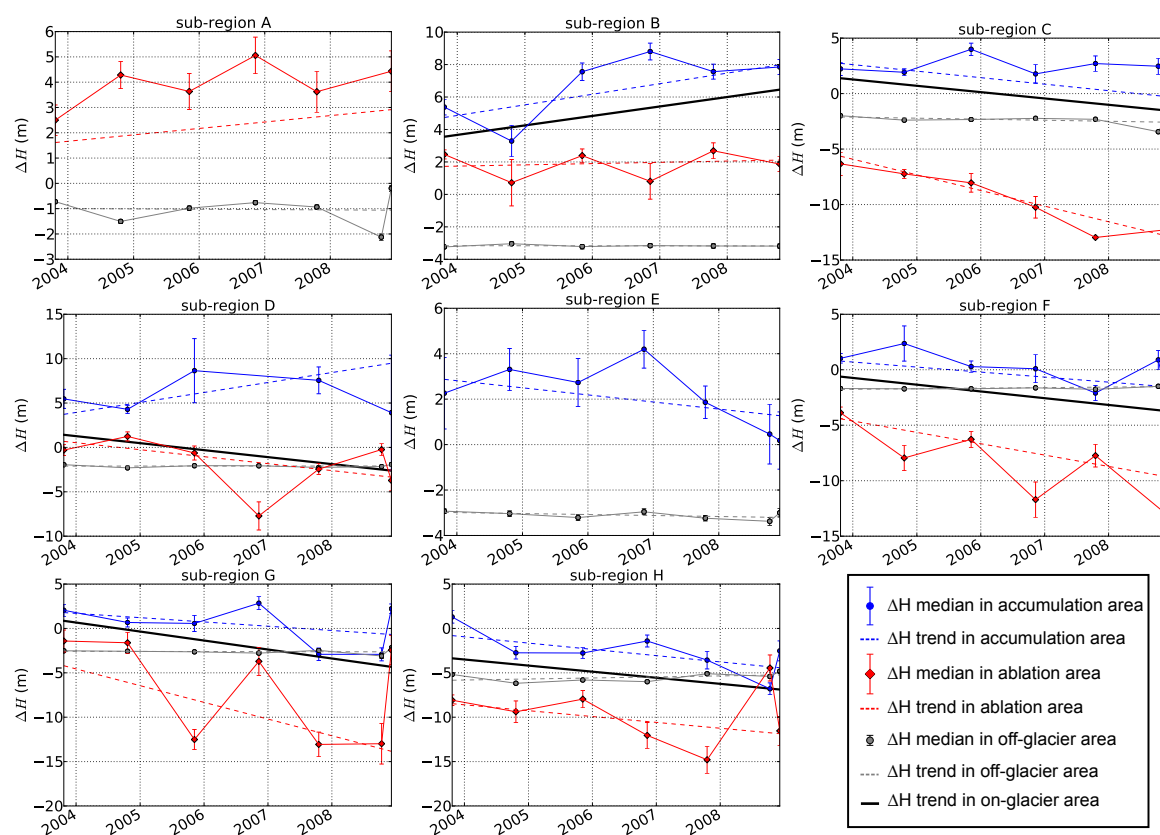 sub-region A
ΔH (m)
6
5
4
3
2
1
0
−1
−2
−3
2004 2005 2006 2007 2008
sub-region B
ΔH (m)
10
8
6
4
2
0
−2
−4
2004 2005 2006 2007 2008
sub-region C
ΔH (m)
5
0
−5
−10
−15
2004 2005 2006 2007 2008
sub-region D
ΔH (m)
15
10
5
0
−5
−10
2004 2005 2006 2007 2008
sub-region E
ΔH (m)
6
4
2
0
−2
−4
2004 2005 2006 2007 2008
sub-region F
ΔH (m)
5
0
−5
−10
−15
2004 2005 2006 2007 2008
sub-region G
ΔH (m)
5
0
−5
−10
−15
−20
2004 2005 2006 2007 2008
sub-region H
ΔH (m)
5
0
−5
−10
−15
−20
2004 2005 2006 2007 2008
ΔH median in accumulation area
ΔH trend in accumulation area
ΔH median in ablation area
ΔH trend in ablation area
ΔH median in off-glacier area
ΔH trend in off-glacier area
ΔH trend in on-glacier area